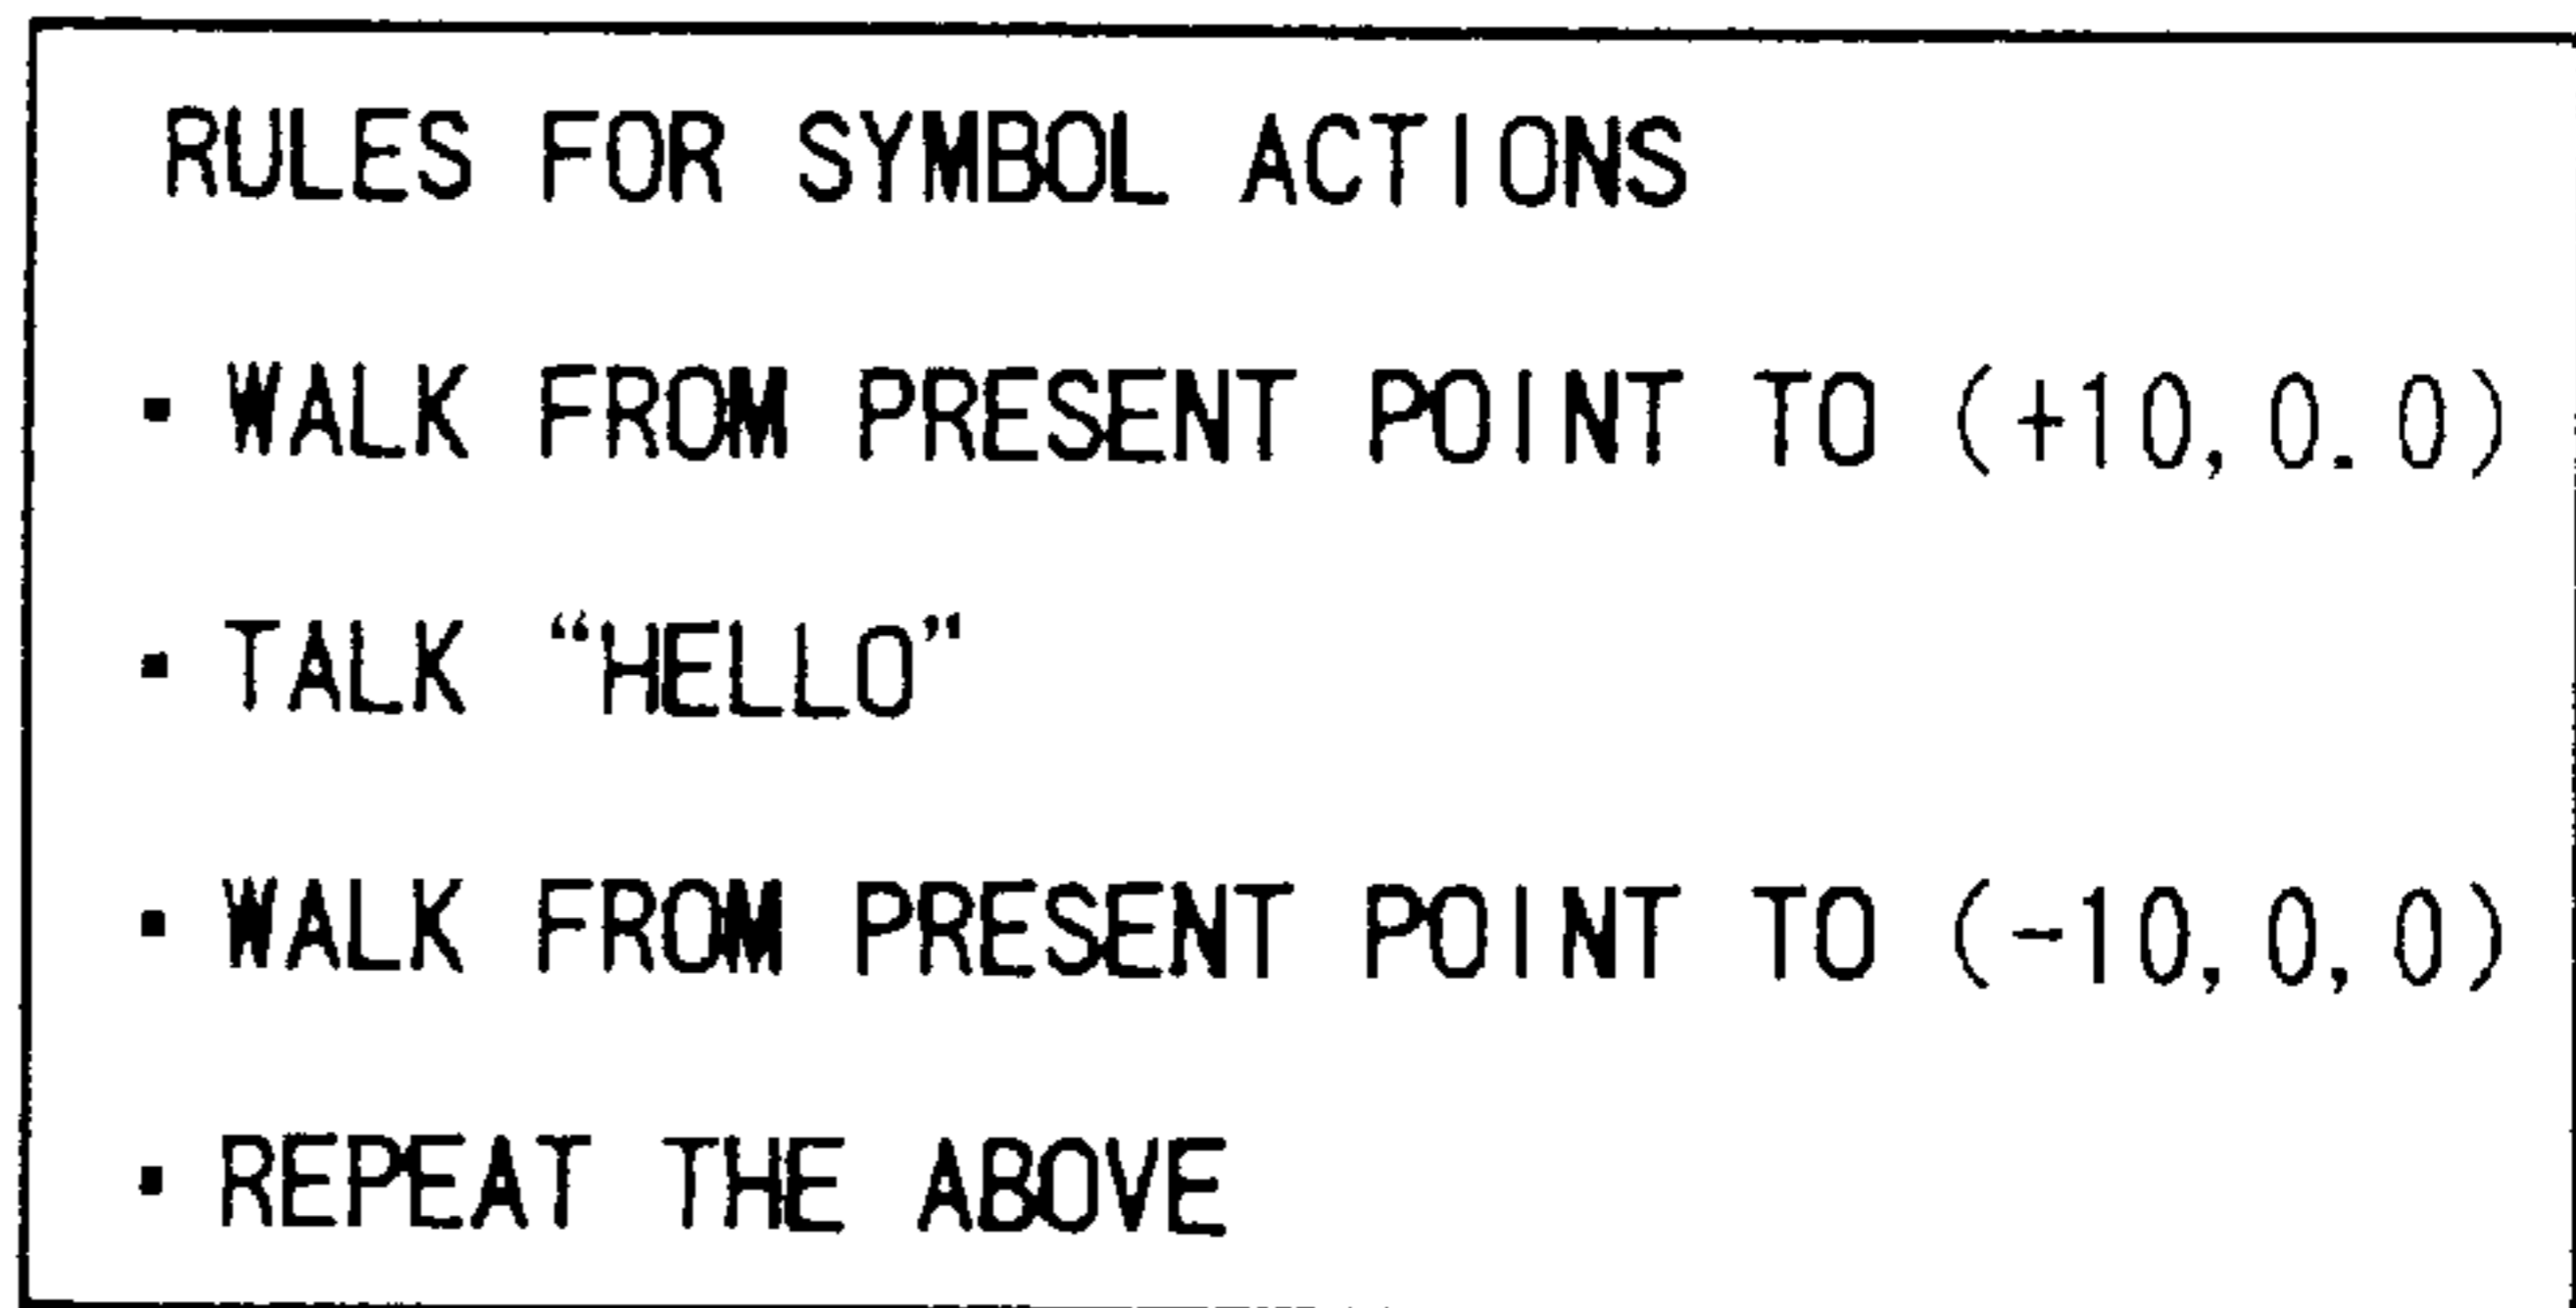 RULES FOR SYMBOL ACTIONS
▪ WALK FROM PRESENT POINT TO (+10,0.0)
▪ TALK “HELLO”
▪ WALK FROM PRESENT POINT TO (-10,0,0)
▪ REPEAT THE ABOVE